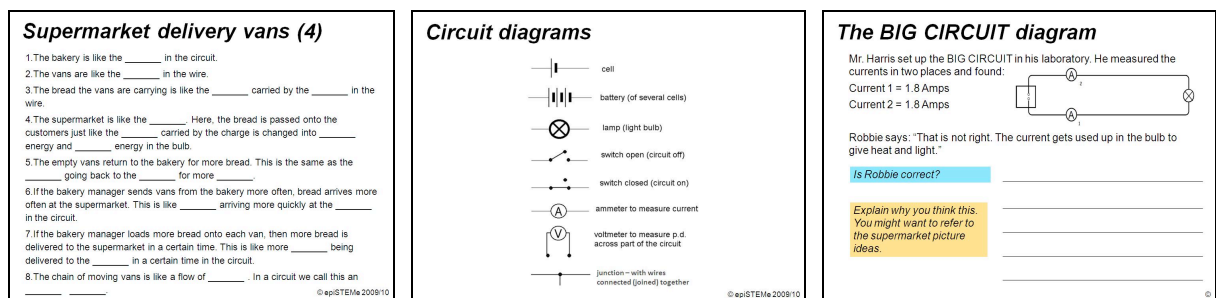 Supermarket delivery vans (4)
1.The bakery is like the _______ in the circuit.
2.The vans are like the _______ in the wire.
3.The bread the vans are carrying is like the _______ carried by the _______ in the
wire.
4.The supermarket is like the _______. Here, the bread is passed onto the
customers just like the _______ carried by the charge is changed into _______
energy and _______ energy in the bulb.
5.The empty vans return to the bakery for more bread. This is the same as the
_______ going back to the _______ for more _______.
6.If the bakery manager sends vans from the bakery more often, bread arrives more
often at the supermarket. This is like _______ arriving more quickly at the _______
in the circuit.
7.If the bakery manager loads more bread onto each van, then more bread is
delivered to the supermarket in a certain time. This is like more _______ being
delivered to the _______ in a certain time in the circuit.
8.The chain of moving vans is like a flow of _______ . In a circuit we call this an
_______ _______.
© epiSTEMe 2009/10
Circuit diagrams
cell
battery (of several cells)
lamp (light bulb)
switch open (circuit off)
switch closed (circuit on)
A
ammeter to measure current
V
voltmeter to measure p.d.
across part of the circuit
junction – with wires
connected (joined) together
© epiSTEMe 2009/10
The BIG CIRCUIT diagram
Mr. Harris set up the BIG CIRCUIT in his laboratory. He measured the
currents in two places and found:
Current 1 = 1.8 Amps
Current 2 = 1.8 Amps
A
2
A
1
Robbie says: “That is not right. The current gets used up in the bulb to
give heat and light.”
Is Robbie correct?
Explain why you think this.
You might want to refer to
the supermarket picture
ideas.
©